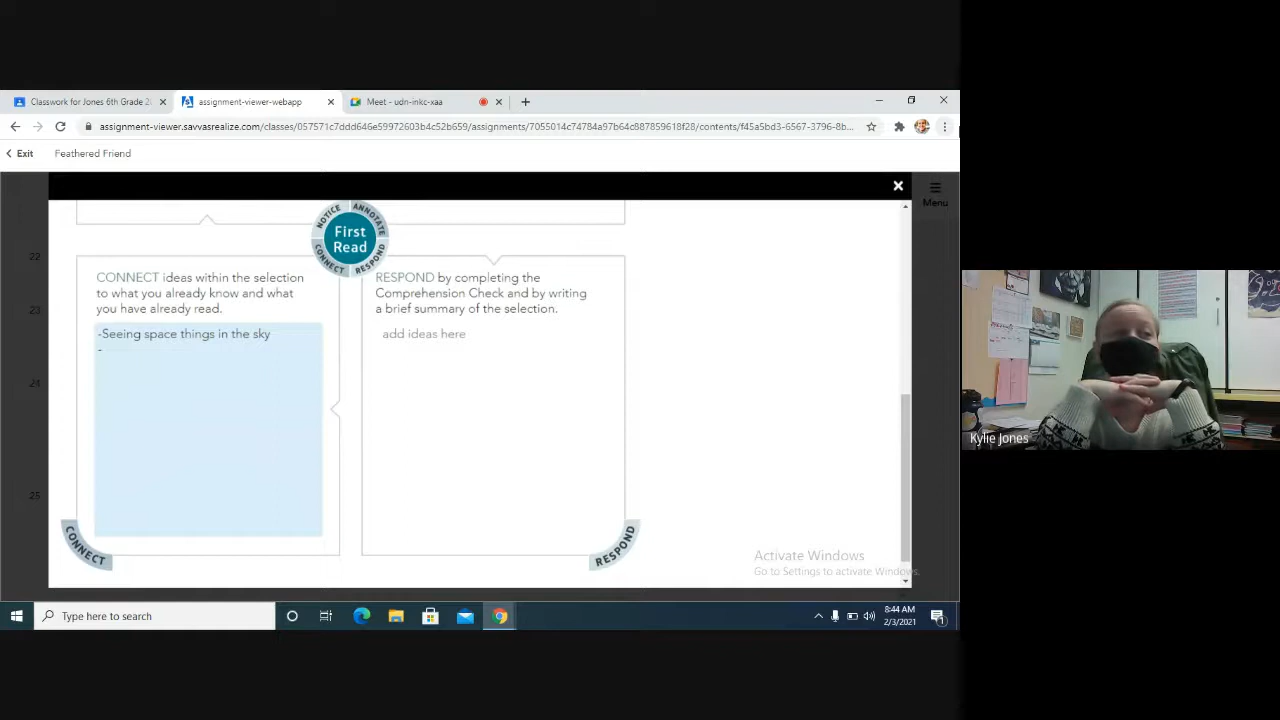 Classwork for Jones 6th Grade 2
assignment-viewer-webapp
Meet - udn-inkc-xaa
assignment-viewer.savvasrealize.com/classes/057571c7ddd646e59972603b4c52b659/assignments/7055014c74784a97b64c887859618f28/contents/f45a5bd3-6567-3796-8b...
Exit
Feathered Friend
Menu
NOTICE
ANNOTATE
First
Read
CONNECT
RESPOND
22
CONNECT ideas within the selection
to what you already know and what
you have already read.
RESPOND by completing the
Comprehension Check and by writing
a brief summary of the selection.
23
-Seeing space things in the sky
-
add ideas here
24
25
CONNECT
RESPOND
Kylie Jones
Activate Windows
Go to Settings to activate Windows.
Type here to search
8:44 AM
2/3/2021
1